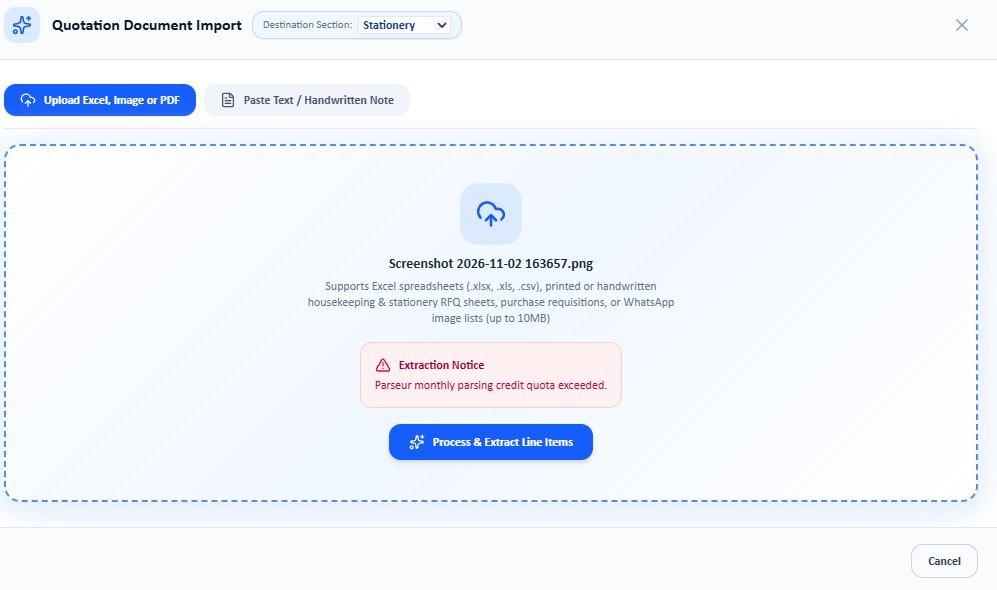 Quotation Document Import
Destination Section: Stationery
Upload Excel, Image or PDF
Paste Text / Handwritten Note
Screenshot 2026-11-02 163657.png
Supports Excel spreadsheets (.xlsx, .xls, .csv), printed or handwritten
housekeeping & stationery RFQ sheets, purchase requisitions, or WhatsApp
image lists (up to 10MB)
Extraction Notice
Parseur monthly parsing credit quota exceeded.
Process & Extract Line Items
Cancel